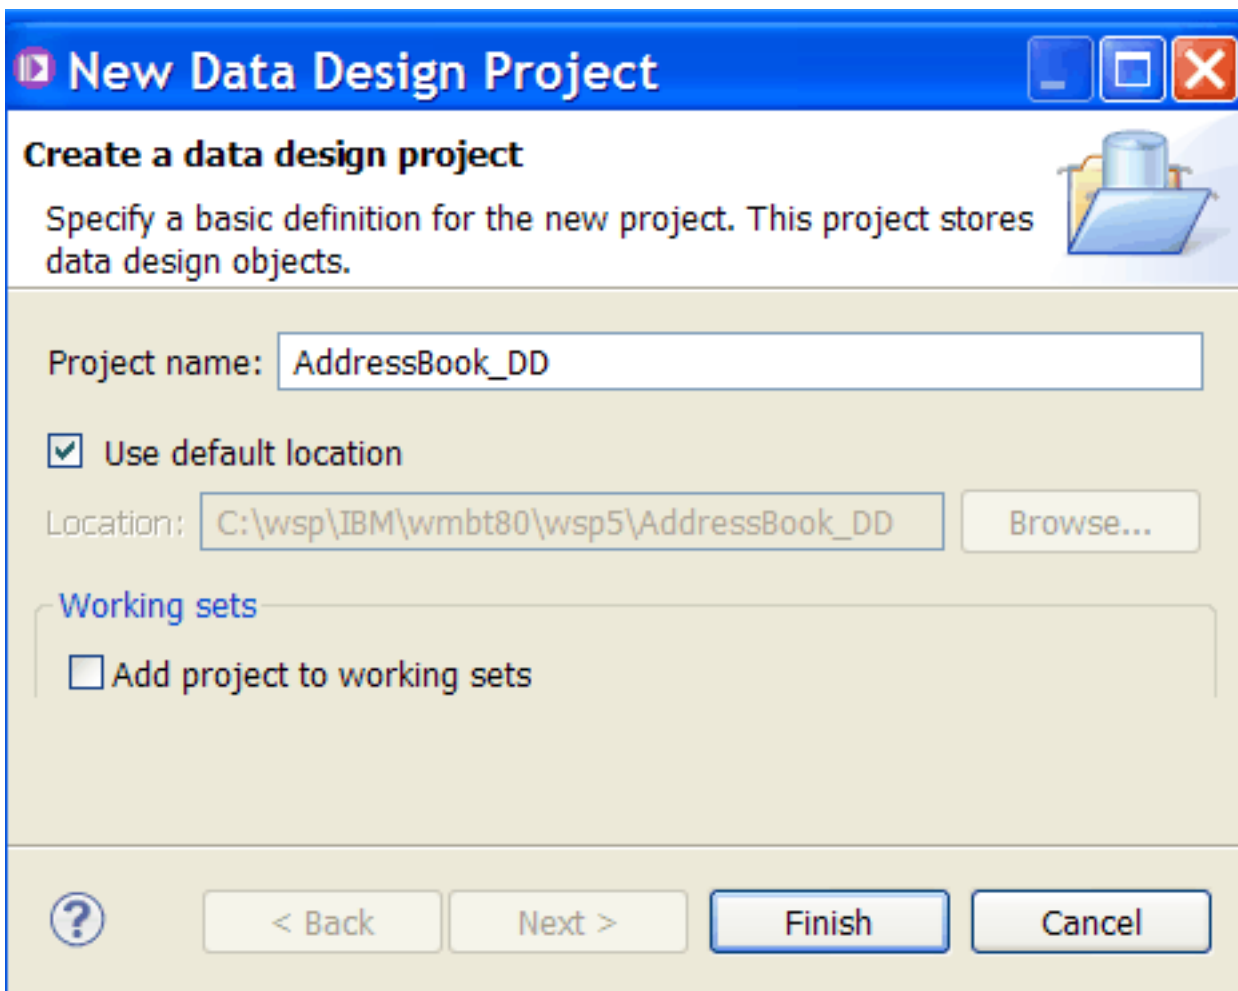 New Data Design Project
Create a data design project
Specify a basic definition for the new project. This project stores
data design objects.
Project name: AddressBook_DD
Use default location
Location: C:\wsp\IBM\wmbt80\wsp5\AddressBook_DD Browse...
Working sets
Add project to working sets
? < Back Next > Finish Cancel